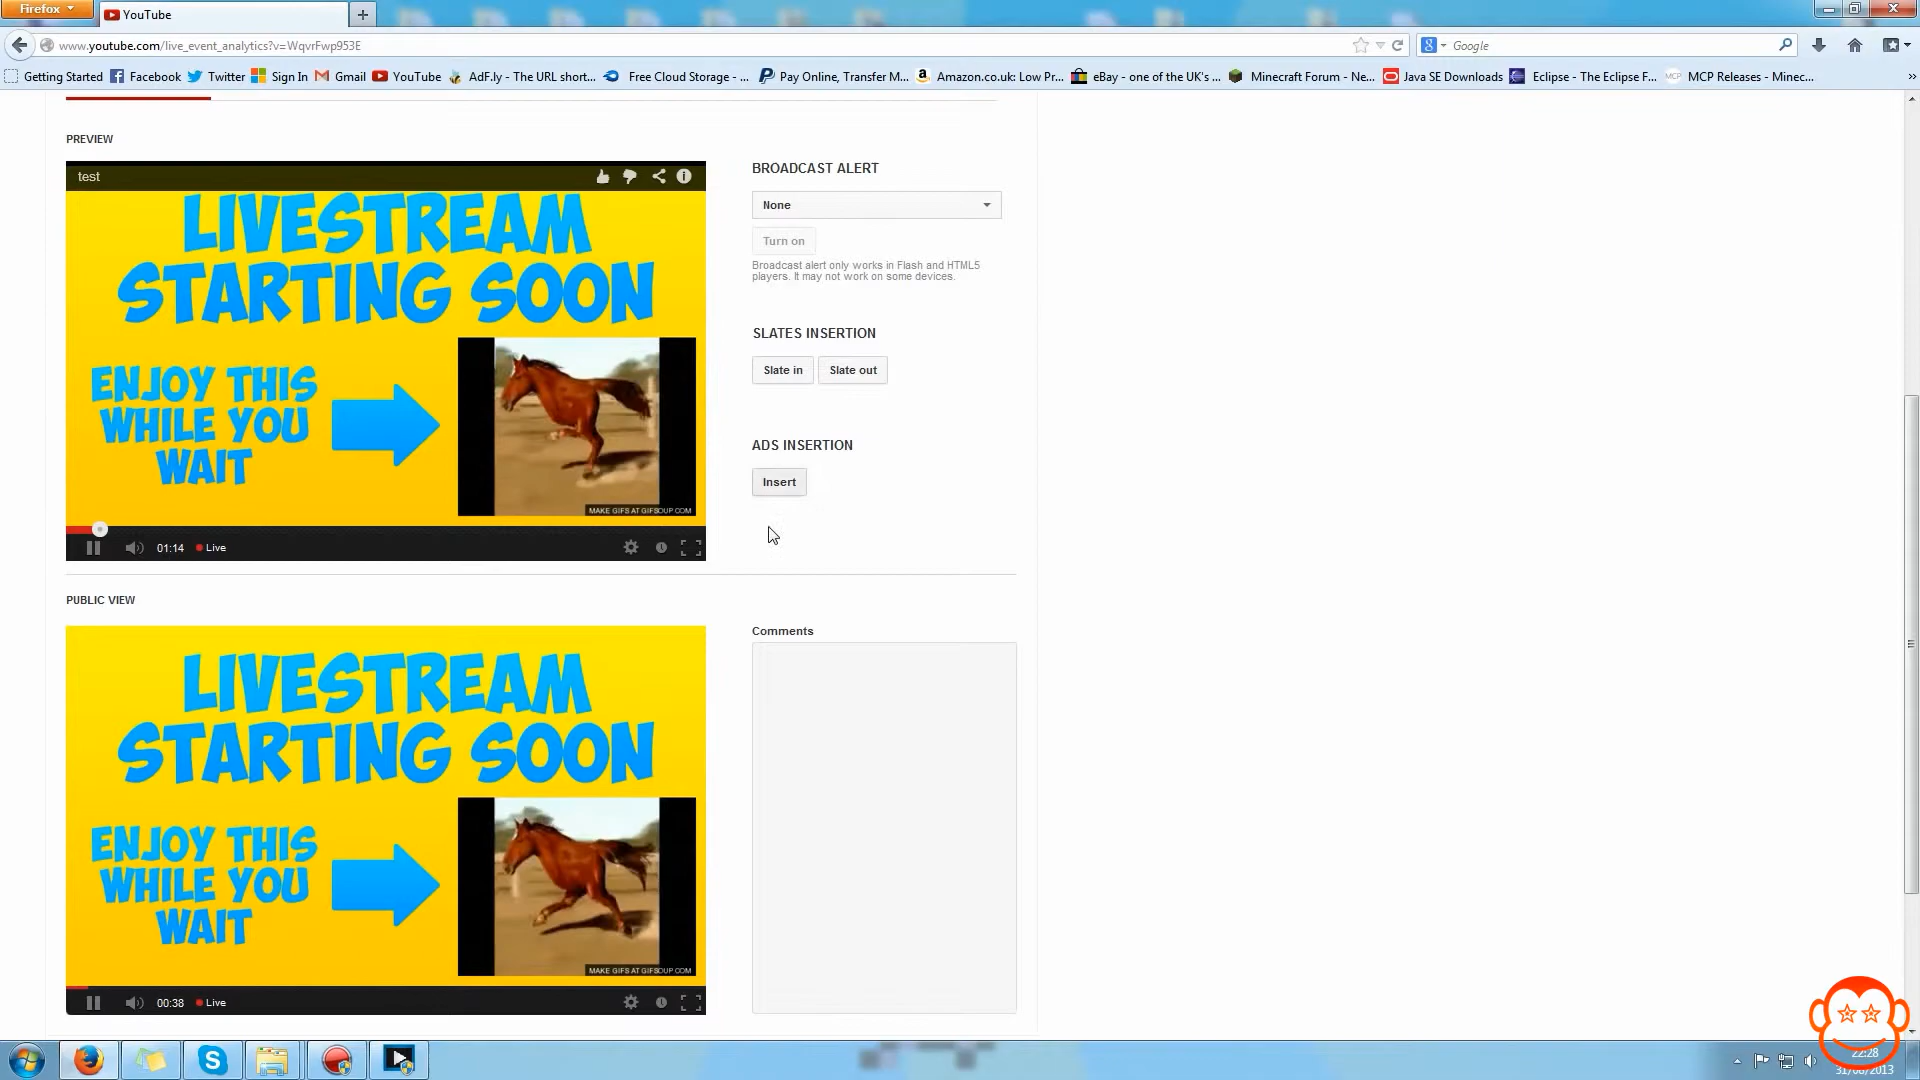 Firefox
YouTube
www.youtube.com/live_event_analytics?v=WqvrFwp953E
Google
Getting Started
Facebook
Twitter
Sign In
Gmail
YouTube
AdF.ly - The URL short...
Free Cloud Storage - ...
Pay Online, Transfer M...
Amazon.co.uk: Low Pr...
eBay - one of the UK's ...
Minecraft Forum - Ne...
Java SE Downloads
Eclipse - The Eclipse F...
MCP Releases - Minec...
PREVIEW
test
LIVESTREAM
STARTING SOON
ENJOY THIS
WHILE YOU
WAIT
MAKE GIFS AT GIFSOUP.COM
01:14
Live
BROADCAST ALERT
None
Turn on
Broadcast alert only works in Flash and HTML5
players. It may not work on some devices.
SLATES INSERTION
Slate in
Slate out
ADS INSERTION
Insert
PUBLIC VIEW
LIVESTREAM
STARTING SOON
ENJOY THIS
WHILE YOU
WAIT
MAKE GIFS AT GIFSOUP.COM
00:38
Live
Comments
22:28
31/08/2013